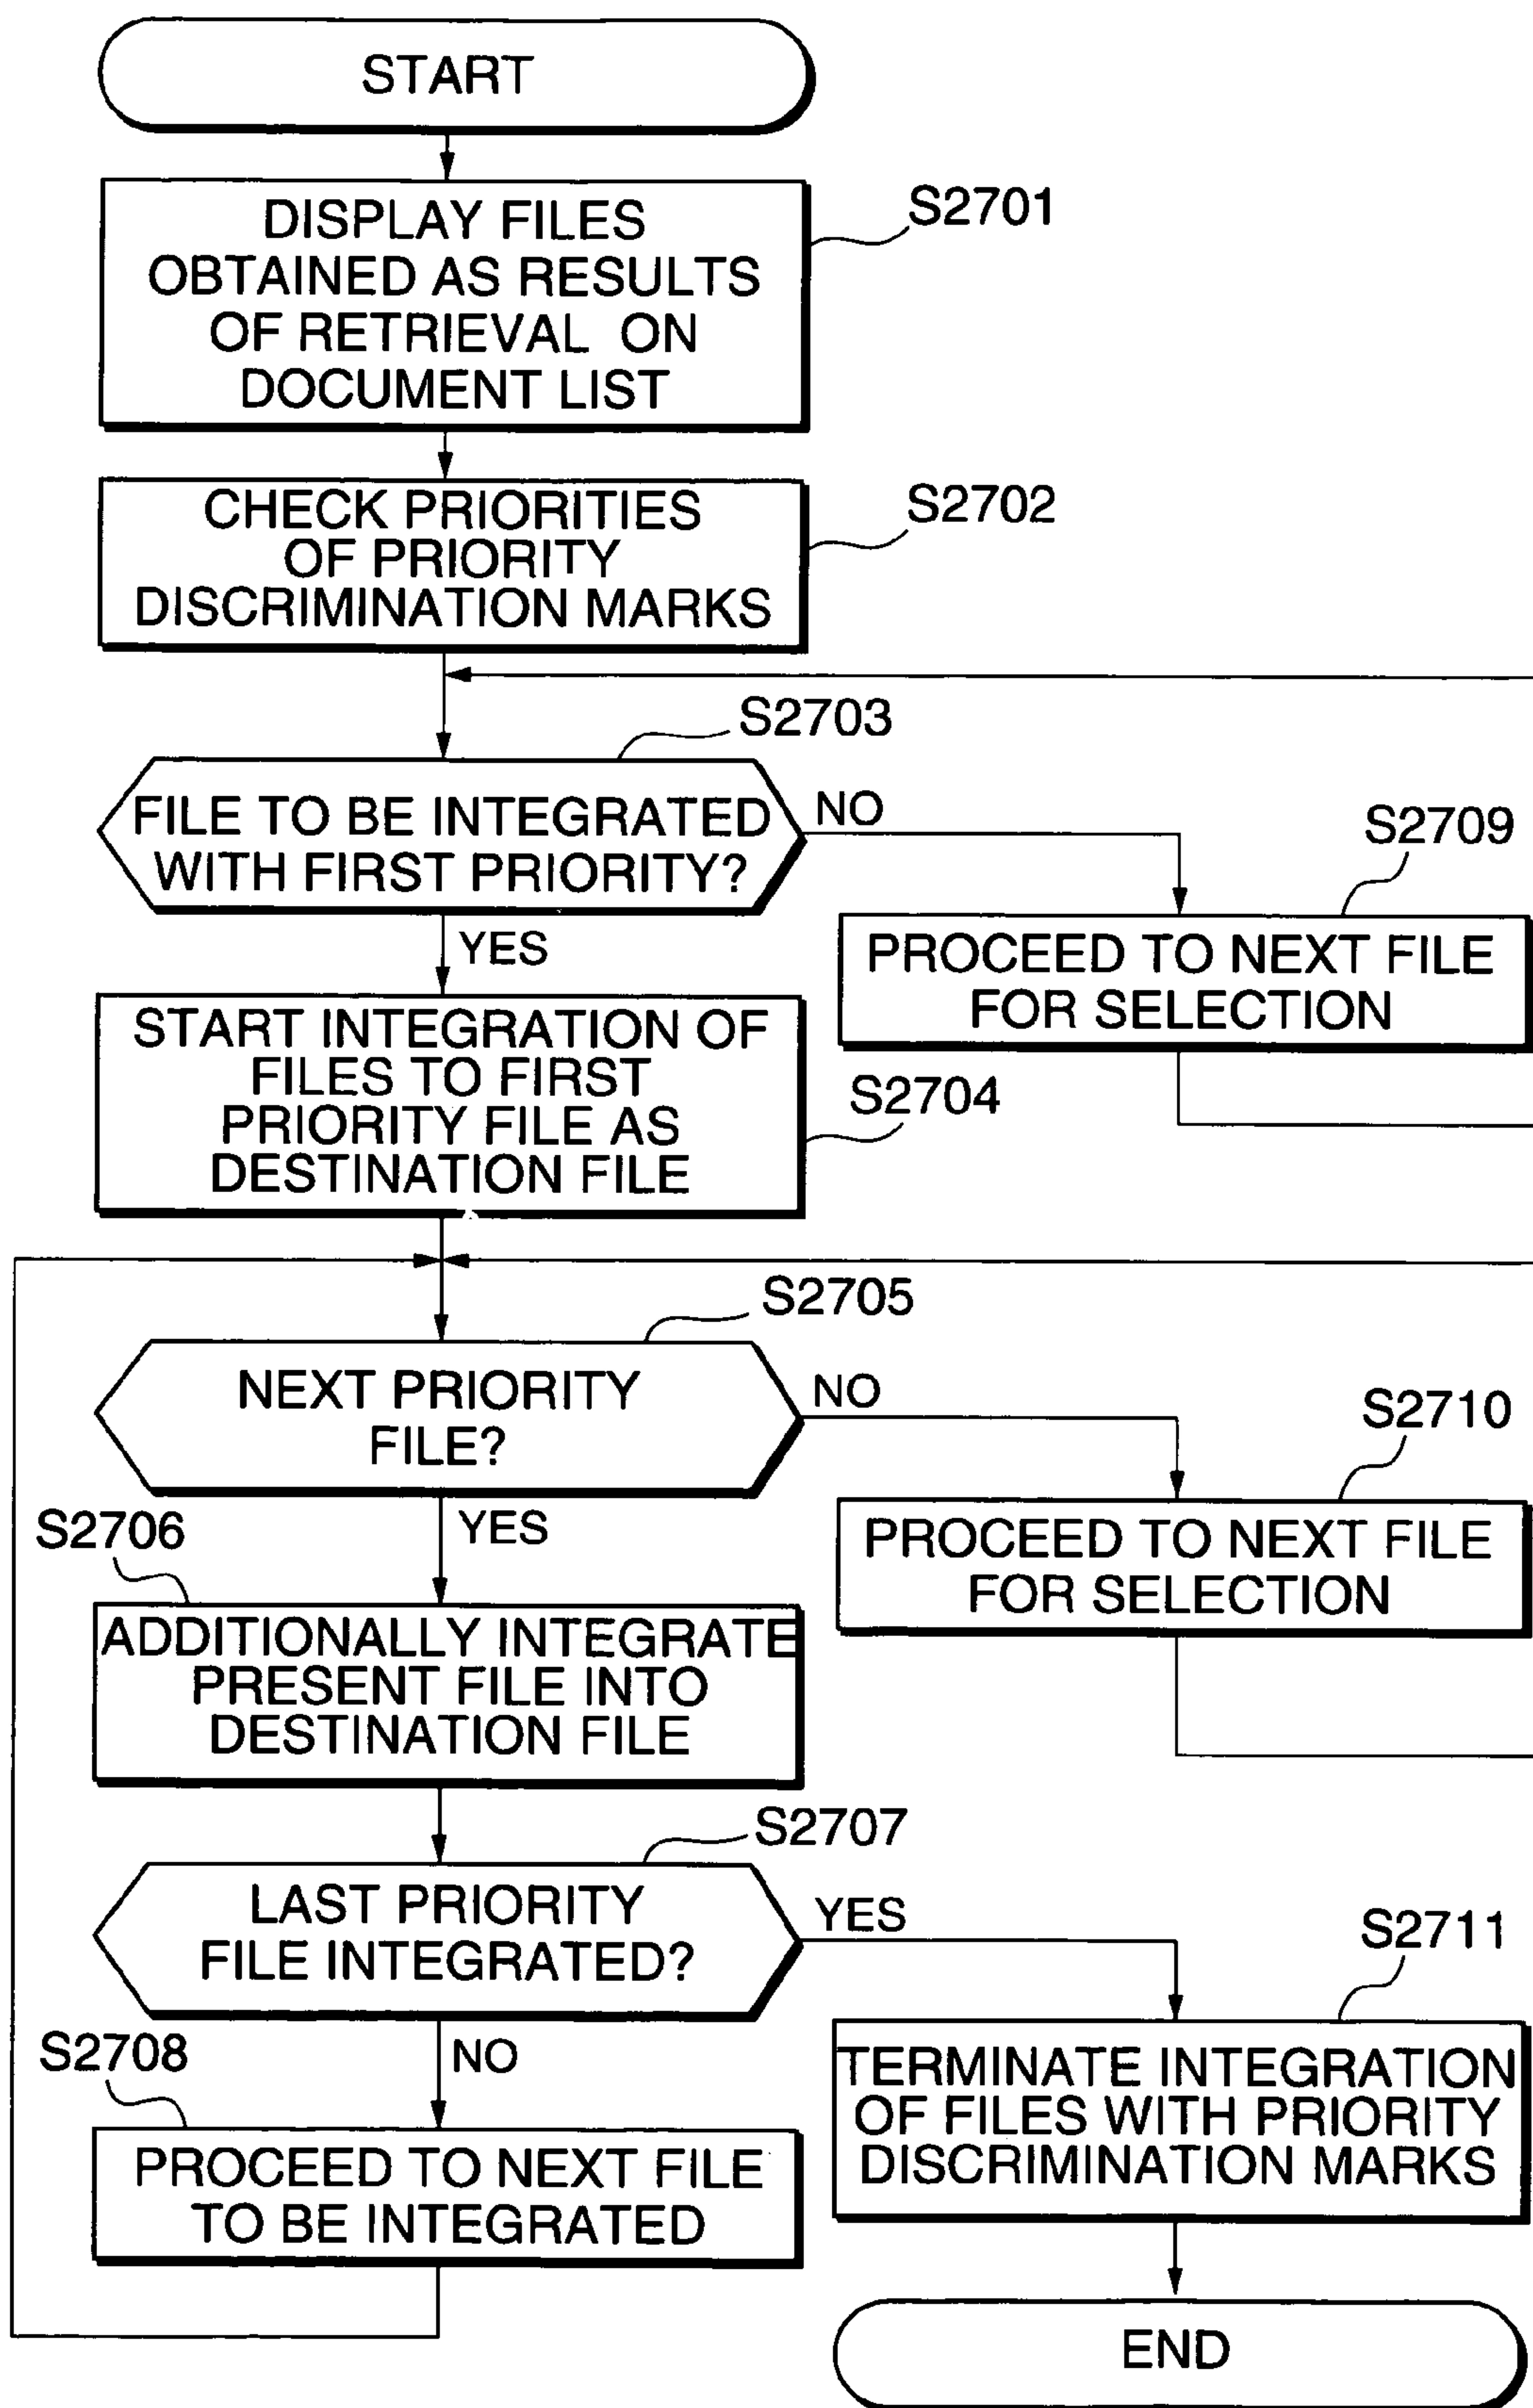 START
DISPLAY FILES
OBTAINED AS RESULTS
OF RETRIEVAL ON
DOCUMENT LIST
S2701
CHECK PRIORITIES
OF PRIORITY
DISCRIMINATION MARKS
S2702
S2703
FILE TO BE INTEGRATED
WITH FIRST PRIORITY?
NO
S2709
YES
PROCEED TO NEXT FILE
FOR SELECTION
START INTEGRATION OF
FILES TO FIRST
PRIORITY FILE AS
DESTINATION FILE
S2704
S2705
NEXT PRIORITY
FILE?
NO
S2710
YES
PROCEED TO NEXT FILE
FOR SELECTION
S2706
ADDITIONALLY INTEGRATE
PRESENT FILE INTO
DESTINATION FILE
S2707
LAST PRIORITY
FILE INTEGRATED?
YES
S2711
NO
TERMINATE INTEGRATION
OF FILES WITH PRIORITY
DISCRIMINATION MARKS
S2708
PROCEED TO NEXT FILE
TO BE INTEGRATED
END